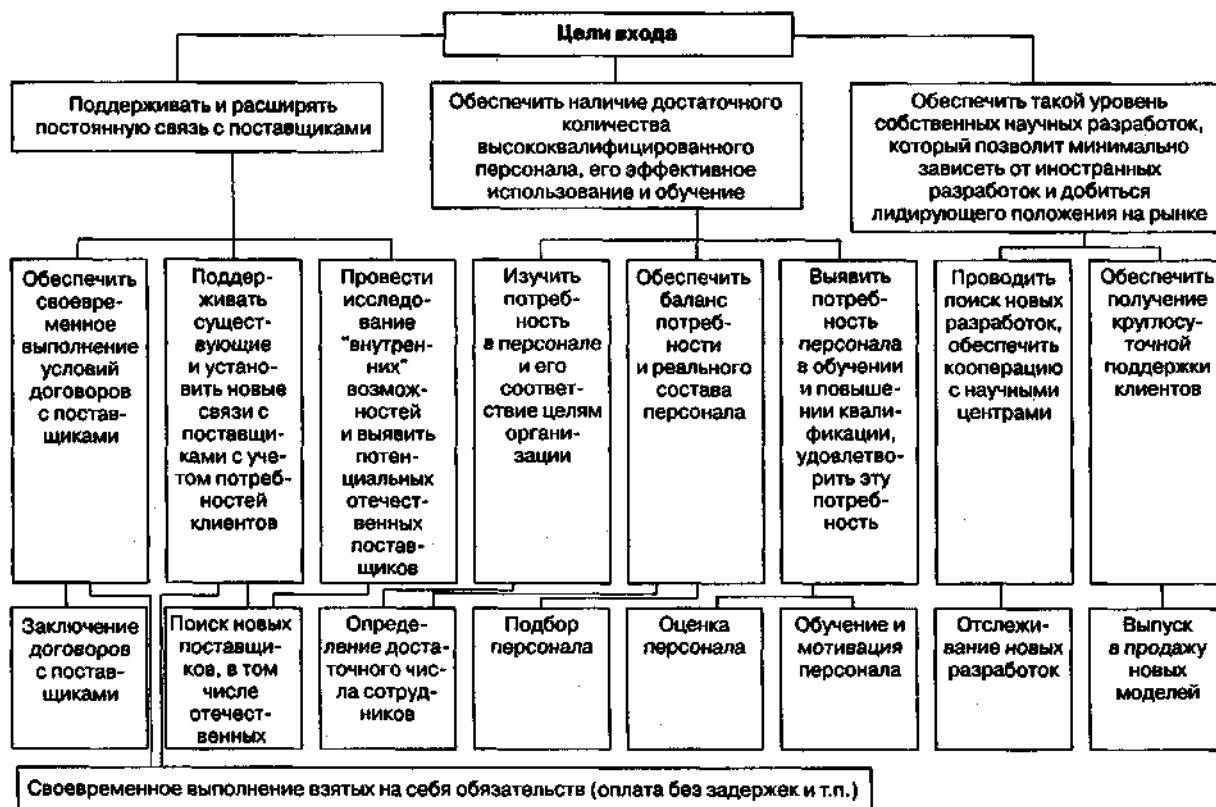 Цели входа
Поддерживать и расширять
постоянную связь с поставщиками
Обеспечить наличие достаточного
количества
высококвалифицированного
персонала, его эффективное
использование и обучение
Обеспечить такой уровень
собственных научных разработок,
который позволит минимально
зависеть от иностранных
разработок и добиться
лидирующего положения на рынке
Обеспечить
своевре-
менное
выполнение
условий
договоров
с постав-
щиками
Поддер-
живать
сущест-
вующие
и устано-
вить новые
связи с
поставщи-
ками с уче-
том потреб-
ностей
клиентов
Провести
исследо-
вание
"внутрен-
них"
возмож-
ностей
и выявить
потен-
циальных
отечест-
венных
постав-
щиков
Изучить
потреб-
ность
в персонале
и его
соответ-
ствие целям
органи-
зации
Обеспечить
баланс
потреб-
ности
и реального
состава
персонала
Выявить
потреб-
ность
персонала
в обучении
и повыше-
нии квали-
фикации,
удовлетво-
рить эту
потреб-
ность
Проводить
поиск новых
разработок,
обеспечить
кооперацию
с научными
центрами
Обеспечить
получение
круглосу-
точной
поддержки
клиентов
Заключение
договоров
с постав-
щиками
Поиск новых
поставщи-
ков, в том
числе
отечест-
венных
Опреде-
ление доста-
точного чис-
ла сотруд-
ников
Подбор
персонала
Оценка
персонала
Обучение и
мотивация
персонала
Отслежи-
вание новых
разработок
Выпуск
в продажу
новых
моделей
Своевременное выполнение взятых на себя обязательств (оплата без задержек и т.п.)